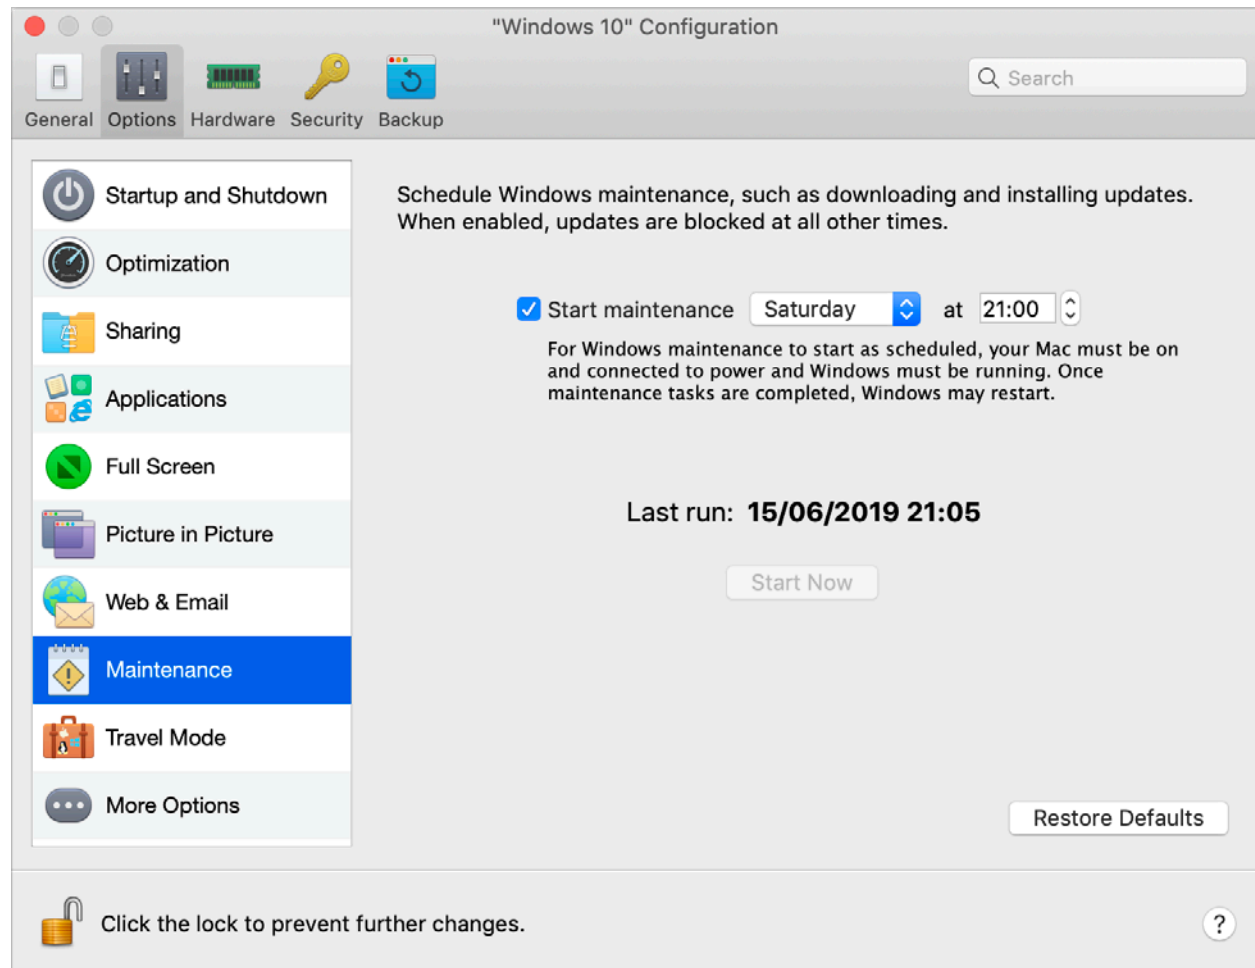 "Windows 10" Configuration
General Options Hardware Security Backup
Search
Startup and Shutdown
Optimization
Sharing
Applications
Full Screen
Picture in Picture
Web & Email
Maintenance
Travel Mode
More Options
Schedule Windows maintenance, such as downloading and installing updates.
When enabled, updates are blocked at all other times.
Start maintenance Saturday at 21:00
For Windows maintenance to start as scheduled, your Mac must be on
and connected to power and Windows must be running. Once
maintenance tasks are completed, Windows may restart.
Last run: 15/06/2019 21:05
Start Now
Restore Defaults
Click the lock to prevent further changes.
?